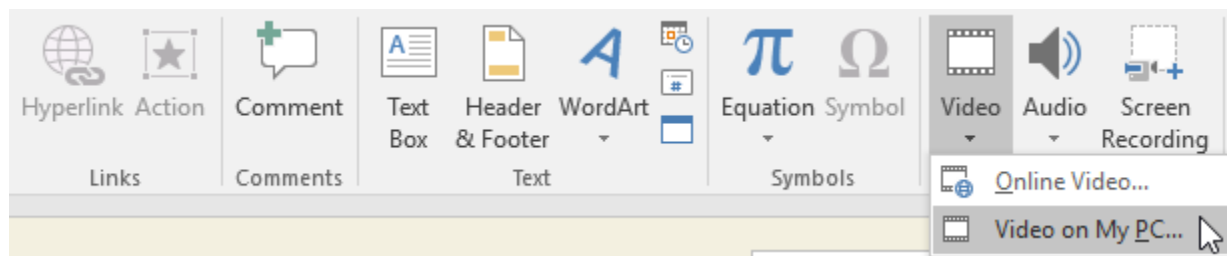 Hyperlink Action Comment Text Header WordArt Equation Symbol Video Audio Screen
Box & Footer Recording
Links Comments Text Symbols
Online Video...
Video on My PC...